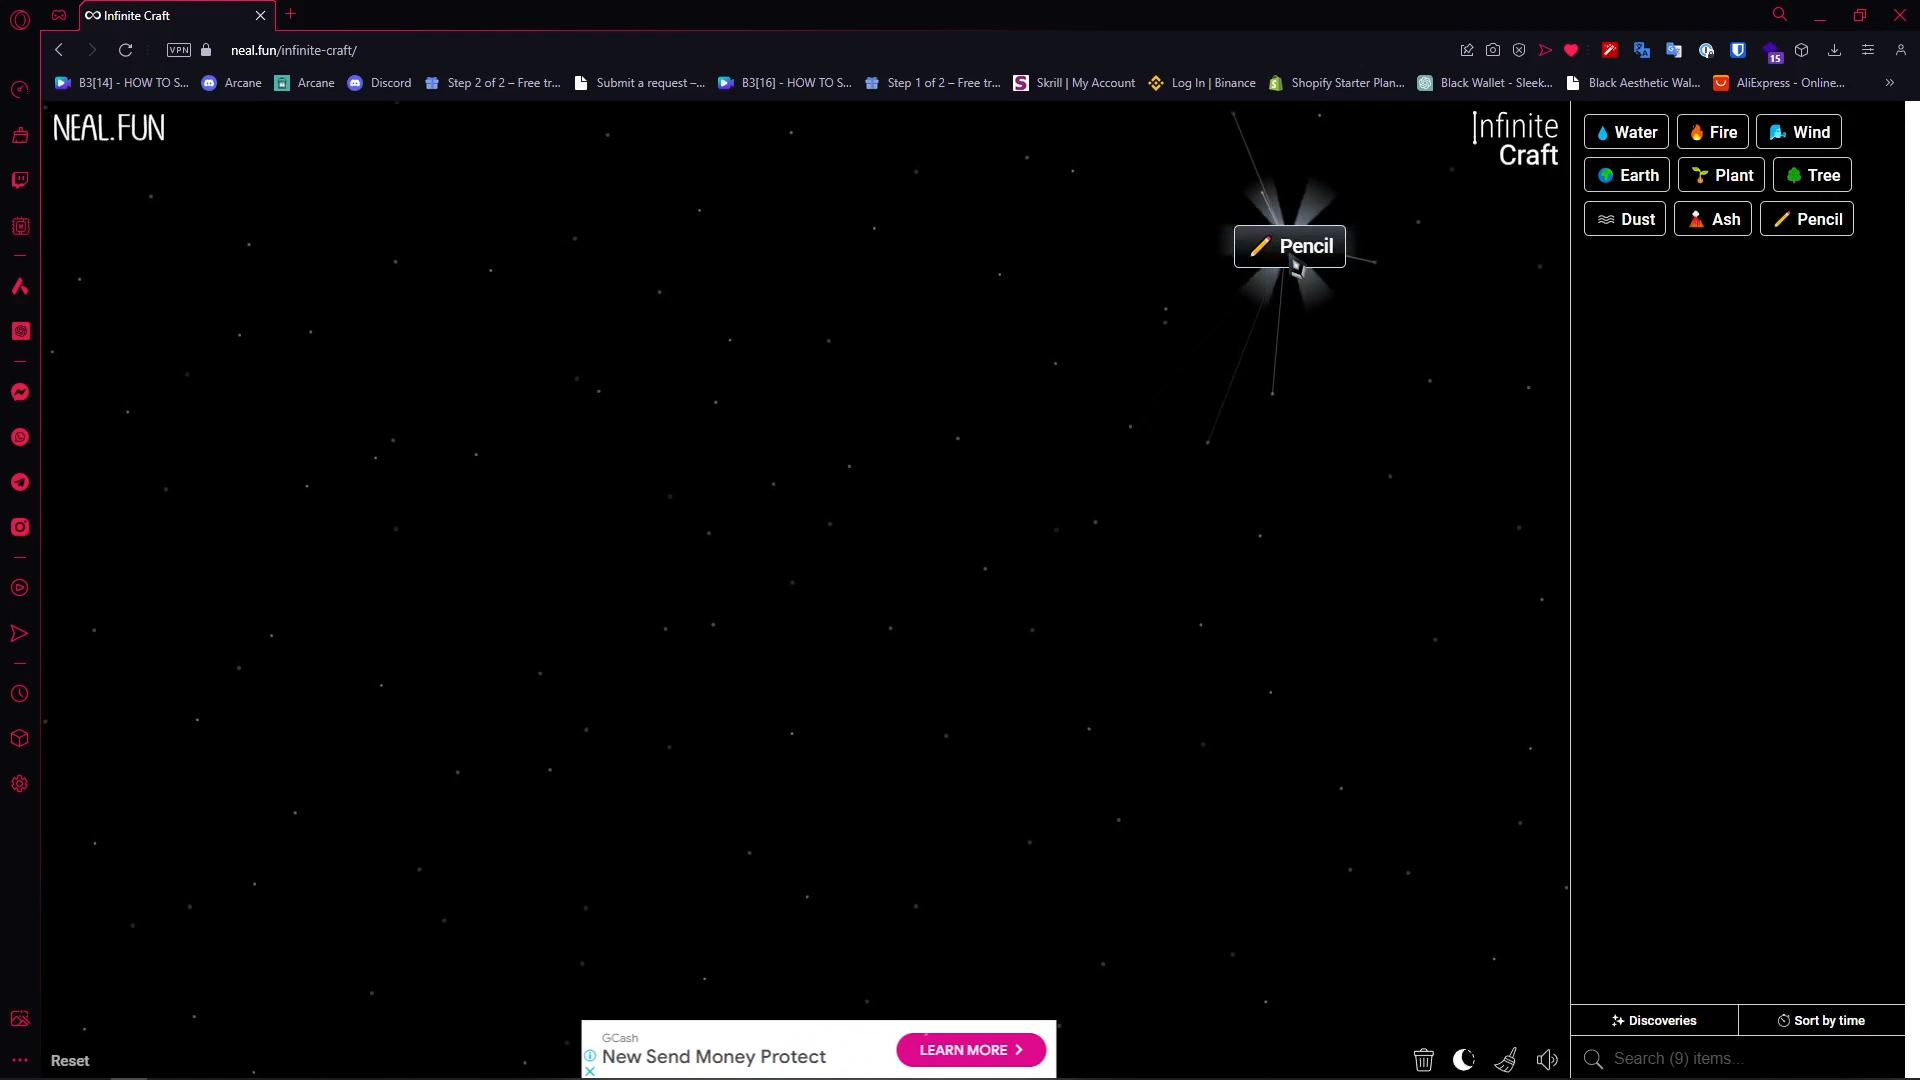 Infinite Craft
VPN
neal.fun/infinite-craft/
15
B3[14] - HOW TO S...
Arcane
Arcane
Discord
Step 2 of 2 – Free tr...
Submit a request –...
B3[16] - HOW TO S...
Step 1 of 2 – Free tr...
Skrill | My Account
Log In | Binance
Shopify Starter Plan,...
Black Wallet - Sleek...
Black Aesthetic Wal...
AliExpress - Online...
NEAL.FUN
Infinite
Craft
Water
Fire
Wind
Earth
Plant
Tree
Dust
Ash
Pencil
Pencil
Discoveries
Sort by time
Search (9) items...
Reset
GCash
New Send Money Protect
LEARN MORE